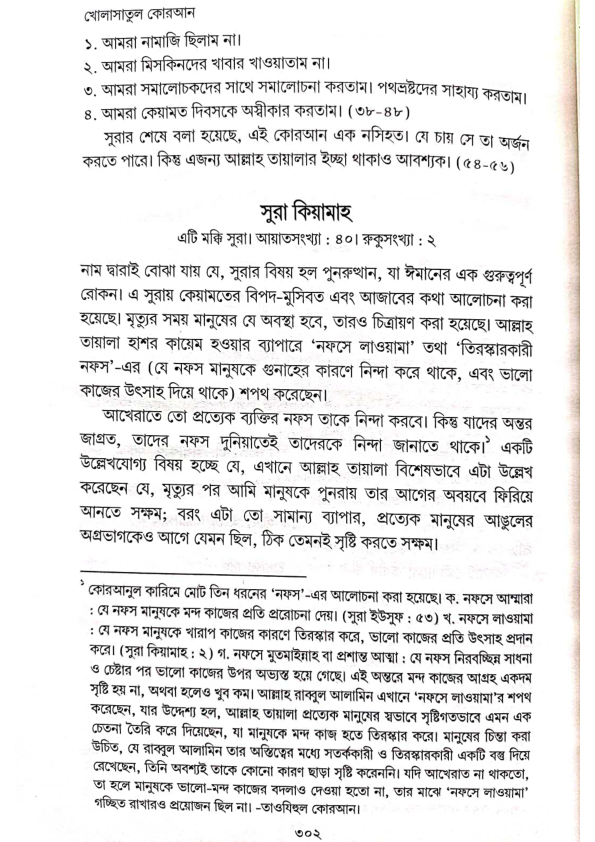 খোলাসাতুল কোরআন
১. আমরা নামাজি ছিলাম না।
২. আমরা মিসকিনদের খাবার খাওয়াতাম না।
৩. আমরা সমালোচকদের সাথে সমালোচনা করতাম। পথভ্রষ্টদের সাহায্য করতাম।
৪. আমরা কেয়ামত দিবসকে অস্বীকার করতাম। (৩৮-৪৮)
সুরার শেষে বলা হয়েছে, এই কোরআন এক নসিহত। যে চায় সে তা অর্জন
করতে পারে। কিন্তু এজন্য আল্লাহ তায়ালার ইচ্ছা থাকাও আবশ্যক। (৫৪-৫৬)
সুরা কিয়ামাহ
এটি মক্কি সুরা। আয়াতসংখ্যা : ৪০। রুকুসংখ্যা : ২
নাম দ্বারাই বোঝা যায় যে, সুরার বিষয় হল পুনরুত্থান, যা ঈমানের এক গুরুত্বপূর্ণ
রোকন। এ সুরায় কেয়ামতের বিপদ-মুসিবত এবং আজাবের কথা আলোচনা করা
হয়েছে। মৃত্যুর সময় মানুষের যে অবস্থা হবে, তারও চিত্রায়ণ করা হয়েছে। আল্লাহ
তায়ালা হাশর কায়েম হওয়ার ব্যাপারে ‘নফসে লাওয়ামা’ তথা ‘তিরস্কারকারী
নফস’-এর (যে নফস মানুষকে গুনাহের কারণে নিন্দা করে থাকে, এবং ভালো
কাজের উৎসাহ দিয়ে থাকে) শপথ করেছেন।
আখেরাতে তো প্রত্যেক ব্যক্তির নফস তাকে নিন্দা করবে। কিন্তু যাদের অন্তর
জাগ্রত, তাদের নফস দুনিয়াতেই তাদেরকে নিন্দা জানাতে থাকে।১ একটি
উল্লেখযোগ্য বিষয় হচ্ছে যে, এখানে আল্লাহ তায়ালা বিশেষভাবে এটা উল্লেখ
করেছেন যে, মৃত্যুর পর আমি মানুষকে পুনরায় তার আগের অবয়বে ফিরিয়ে
আনতে সক্ষম; বরং এটা তো সামান্য ব্যাপার, প্রত্যেক মানুষের আঙুলের
অগ্রভাগকেও আগে যেমন ছিল, ঠিক তেমনই সৃষ্টি করতে সক্ষম।
১ কোরআনুল কারিমে মোট তিন ধরনের ‘নফস’-এর আলোচনা করা হয়েছে। ক. নফসে আম্মারা
: যে নফস মানুষকে মন্দ কাজের প্রতি প্ররোচনা দেয়। (সুরা ইউসুফ : ৫৩) খ. নফসে লাওয়ামা
: যে নফস মানুষকে খারাপ কাজের কারণে তিরস্কার করে, ভালো কাজের প্রতি উৎসাহ প্রদান
করে। (সুরা কিয়ামাহ : ২) গ. নফসে মুতমাইন্নাহ বা প্রশান্ত আত্মা : যে নফস নিরবচ্ছিন্ন সাধনা
ও চেষ্টার পর ভালো কাজের উপর অভ্যস্ত হয়ে গেছে। এই অন্তরে মন্দ কাজের আগ্রহ একদম
সৃষ্টি হয় না, অথবা হলেও খুব কম। আল্লাহ রাব্বুল আলামিন এখানে ‘নফসে লাওয়ামা’র শপথ
করেছেন, যার উদ্দেশ্য হল, আল্লাহ তায়ালা প্রত্যেক মানুষের স্বভাবে সৃষ্টিগতভাবে এমন এক
চেতনা তৈরি করে দিয়েছেন, যা মানুষকে মন্দ কাজ হতে তিরস্কার করে। মানুষের চিন্তা করা
উচিত, যে রাব্বুল আলামিন তার অস্তিত্বের মধ্যে সতর্ককারী ও তিরস্কারকারী একটি বস্তু দিয়ে
রেখেছেন, তিনি অবশ্যই তাকে কোনো কারণ ছাড়া সৃষ্টি করেননি। যদি আখেরাত না থাকতো,
তা হলে মানুষকে ভালো-মন্দ কাজের বদলাও দেওয়া হতো না, তার মাঝে ‘নফসে লাওয়ামা’
গচ্ছিত রাখারও প্রয়োজন ছিল না। -তাওযিহুল কোরআন।
৩০২